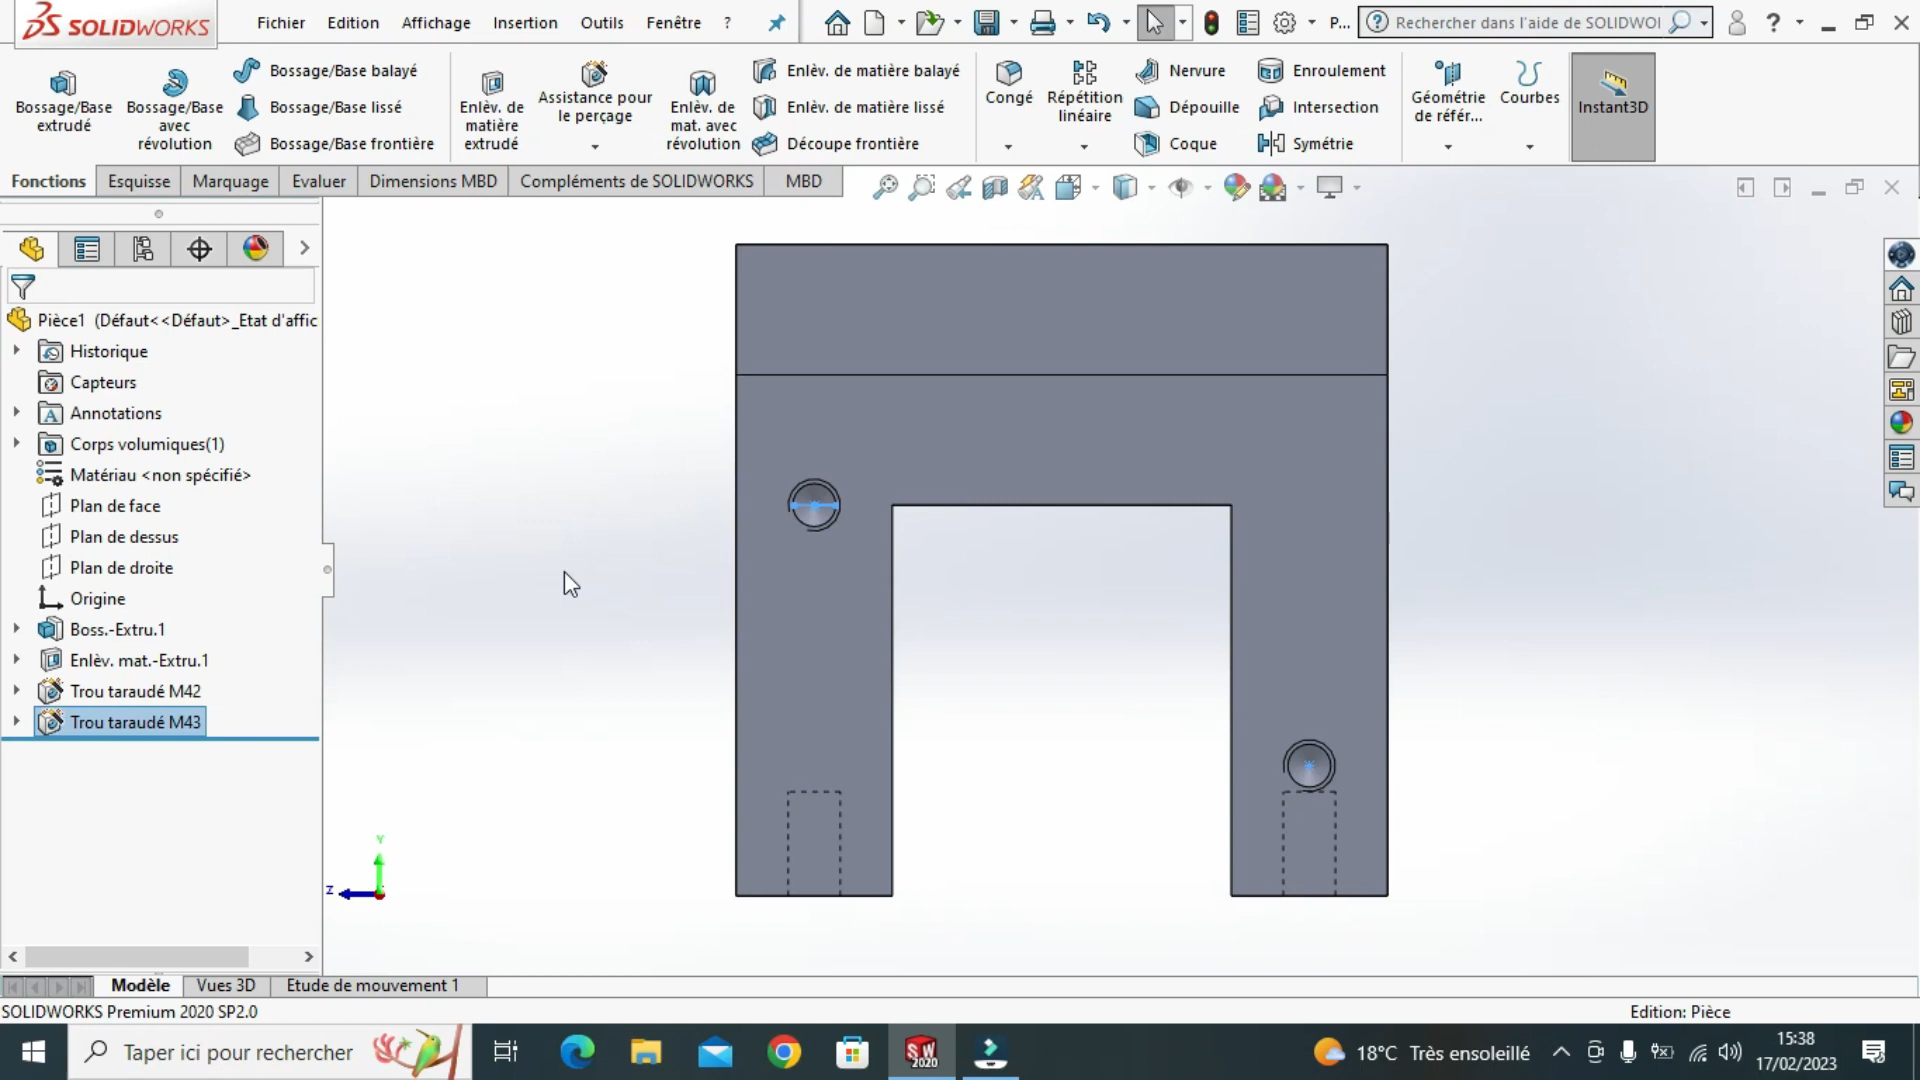 SOLIDWORKS
Fichier Edition Affichage Insertion Outils Fenêtre ?
P...
Rechercher dans l'aide de SOLIDWOI
?
Bossage/Base extrudé
Bossage/Base avec révolution
Bossage/Base balayé
Bossage/Base lissé
Bossage/Base frontière
Enlèv. de matière extrudé
Assistance pour le perçage
Enlèv. de mat. avec révolution
Enlèv. de matière balayé
Enlèv. de matière lissé
Découpe frontière
Congé
Répétition linéaire
Nervure
Dépouille
Coque
Enroulement
Intersection
Symétrie
Géométrie de référ...
Courbes
Instant3D
Fonctions Esquisse Marquage Evaluer Dimensions MBD Compléments de SOLIDWORKS MBD
Pièce1 (Défaut<<Défaut>_Etat d'affic
Historique
Capteurs
Annotations
Corps volumiques(1)
Matériau <non spécifié>
Plan de face
Plan de dessus
Plan de droite
Origine
Boss.-Extru.1
Enlèv. mat.-Extru.1
Trou taraudé M42
Trou taraudé M43
Y
Z
Modèle Vues 3D Etude de mouvement 1
SOLIDWORKS Premium 2020 SP2.0
Edition: Pièce
Taper ici pour rechercher
SW
2020
18°C Très ensoleillé
15:38
17/02/2023